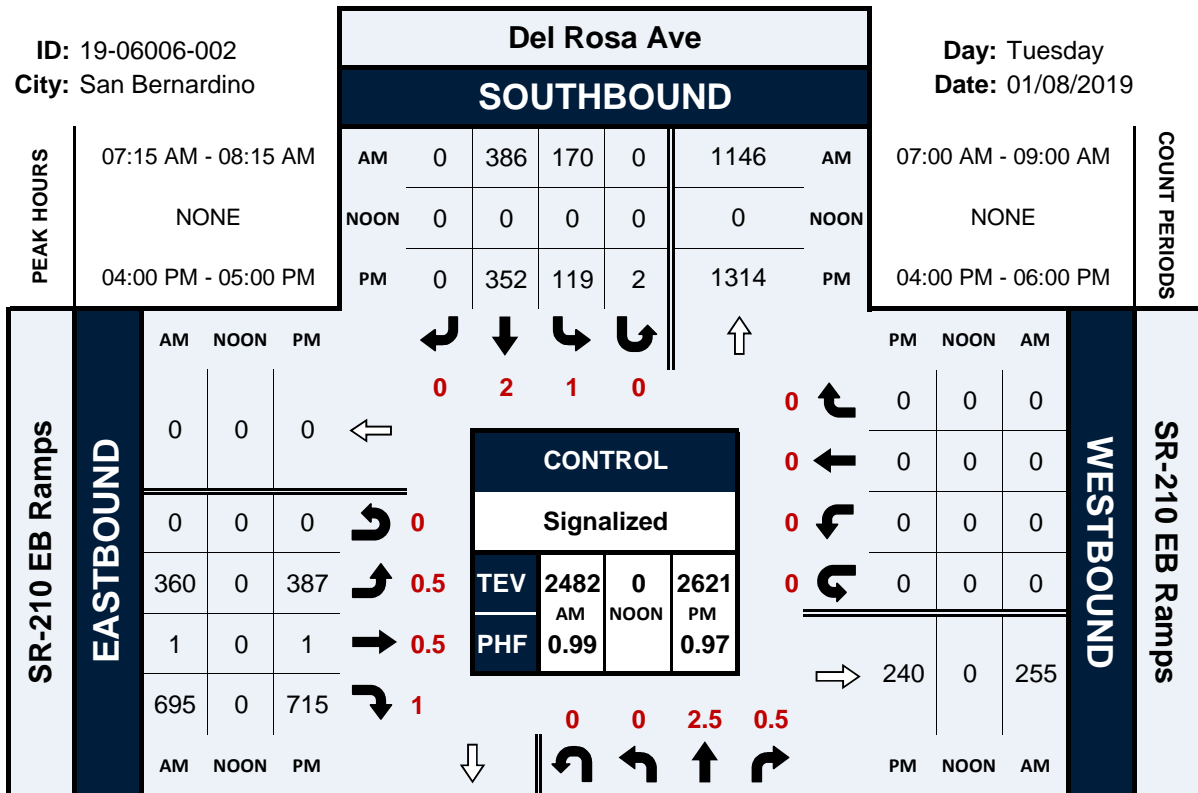 ID: 19-06006-002
City: San Bernardino
Del Rosa Ave
SOUTHBOUND
Day: Tuesday
Date: 01/08/2019
PEAK HOURS
07:15 AM - 08:15 AM
NONE
04:00 PM - 05:00 PM
AM 0 386 170 0 1146 AM
NOON 0 0 0 0 0 NOON
PM 0 352 119 2 1314 PM
07:00 AM - 09:00 AM
NONE
04:00 PM - 06:00 PM
COUNT PERIODS
0 2 1 0
SR-210 EB Ramps
EASTBOUND
AM NOON PM
0 0 0
0 0 0 0
360 0 387 0.5
1 0 1 0.5
695 0 715 1
AM NOON PM
CONTROL
Signalized
TEV 2482 0 2621
AM NOON PM
PHF 0.99 0.97
PM NOON AM
0 0 0 0
0 0 0 0
0 0 0 0
0 0 0 0
240 0 255
PM NOON AM
WESTBOUND
SR-210 EB Ramps
0 0 2.5 0.5